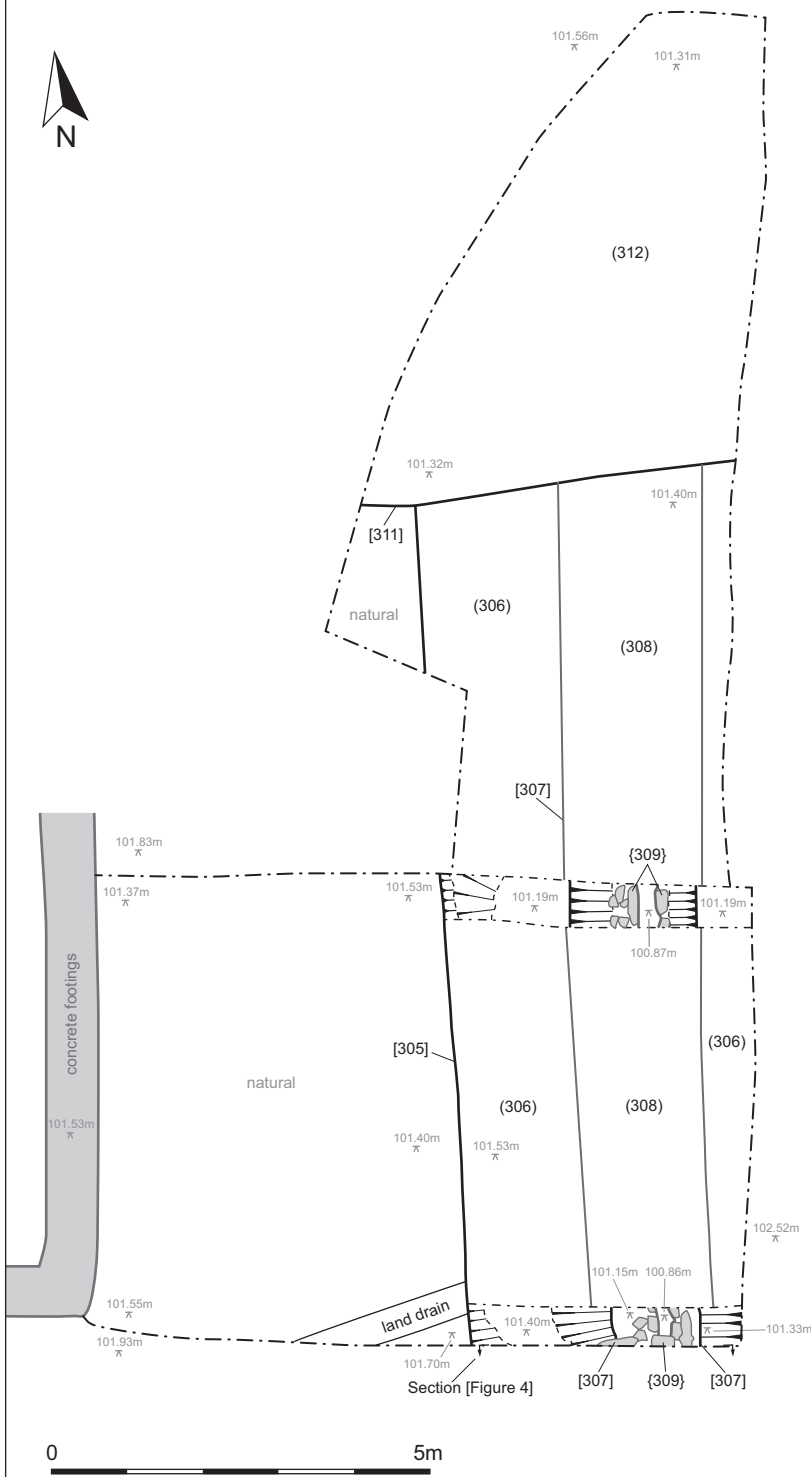 101.56m
101.31m
N
(312)
101.32m
101.40m
[311]
(306)
natural
(308)
[307]
101.83m
{309}
101.37m
101.53m
101.19m
101.19m
100.87m
concrete footings
[305]
(306)
natural
(306)
(308)
101.53m
101.40m
101.53m
102.52m
101.15m
100.86m
101.55m
land drain
101.40m
101.33m
101.93m
101.70m
Section [Figure 4]
[307]
{309}
[307]
0
5m